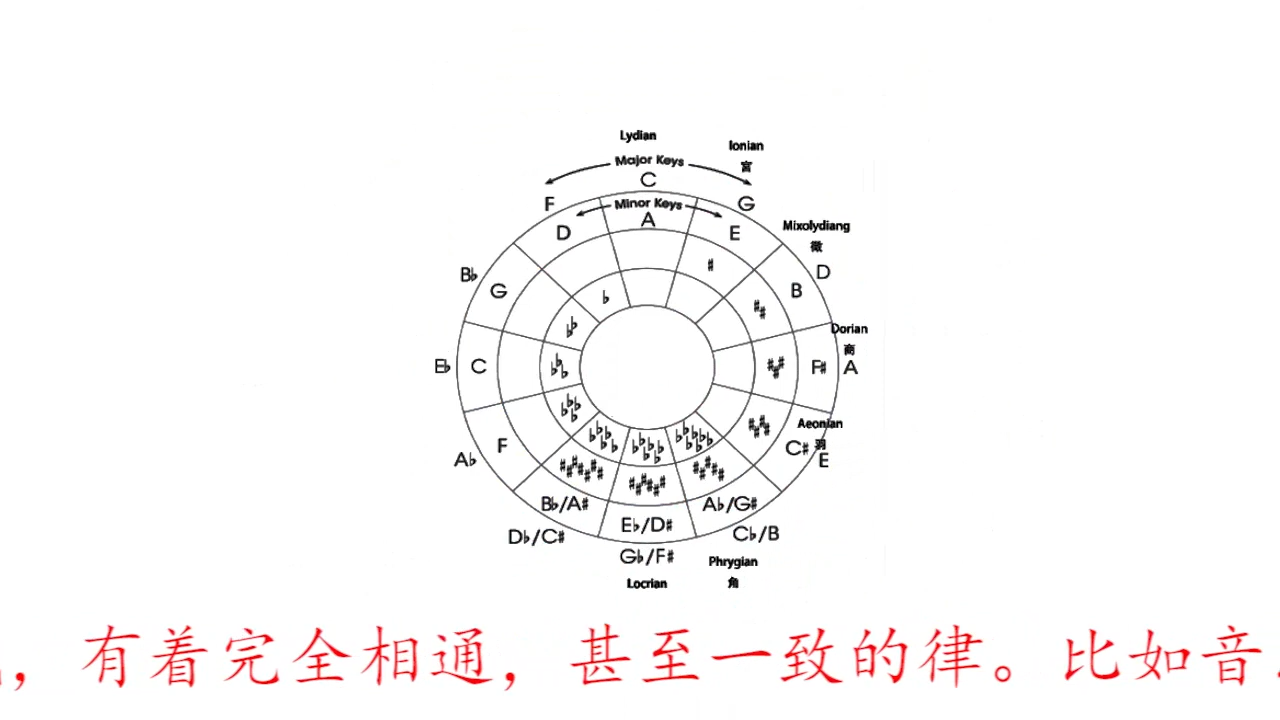 Lydian
Ionian
宫
Major Keys
C
F
G
Minor Keys
A
D
E
Mixolydiang
徵
B♭
D
G
B
♯
♭
♯♯
♭♭
Dorian
商
E♭
C
♭♭♭
♯♯♯
F♯
A
♭♭♭♭
♯♯♯♯
Aeonian
羽
A♭
F
C♯
E
♭♭♭♭♭
♭♭♭♭♭♭
♭♭♭♭♭♭♭
♯♯♯♯♯♯♯
♯♯♯♯♯♯
♯♯♯♯♯
B♭/A♯
E♭/D♯
A♭/G♯
D♭/C♯
G♭/F♯
C♭/B
Phrygian
角
Locrian
，有着完全相通，甚至一致的律。比如音